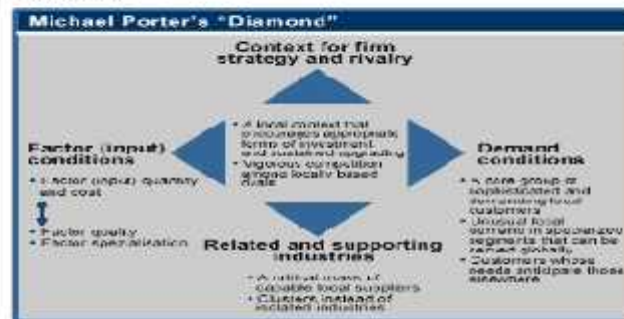 Michael Porter's "Diamond"
Context for firm
strategy and rivalry
• A local context that
encourages appropriate
forms of investment
and sustained upgrading
• Vigorous competition
among locally based
rivals
Factor (input)
conditions
• Factor (input) quantity
and cost
• Factor quality
• Factor specialisation
Demand
conditions
• A core group of
sophisticated and
demanding local
customers
• Unusual local
demand in specialized
segments that can be
served globally
• Customers whose
needs anticipate those
elsewhere
Related and supporting
industries
• A critical mass of
capable local suppliers
• Clusters instead of
isolated industries